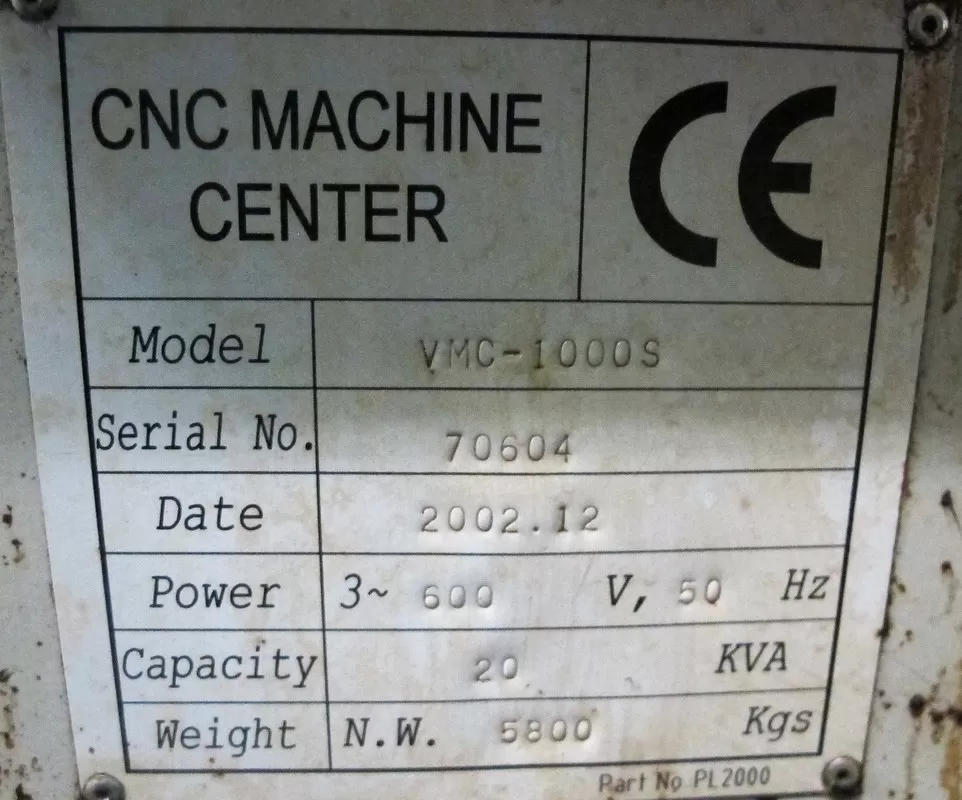 CNC MACHINE
CENTER
CE
Model VMC-1000S
Serial No. 70604
Date 2002.12
Power 3~ 600 V, 50 Hz
Capacity 20 KVA
Weight N.W. 5800 Kgs
Part No PL2000